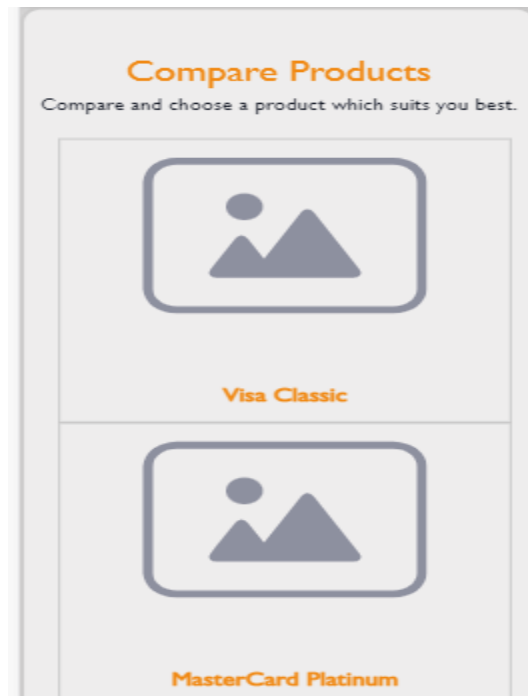 Compare Products
Compare and choose a product which suits you best.
Visa Classic
MasterCard Platinum